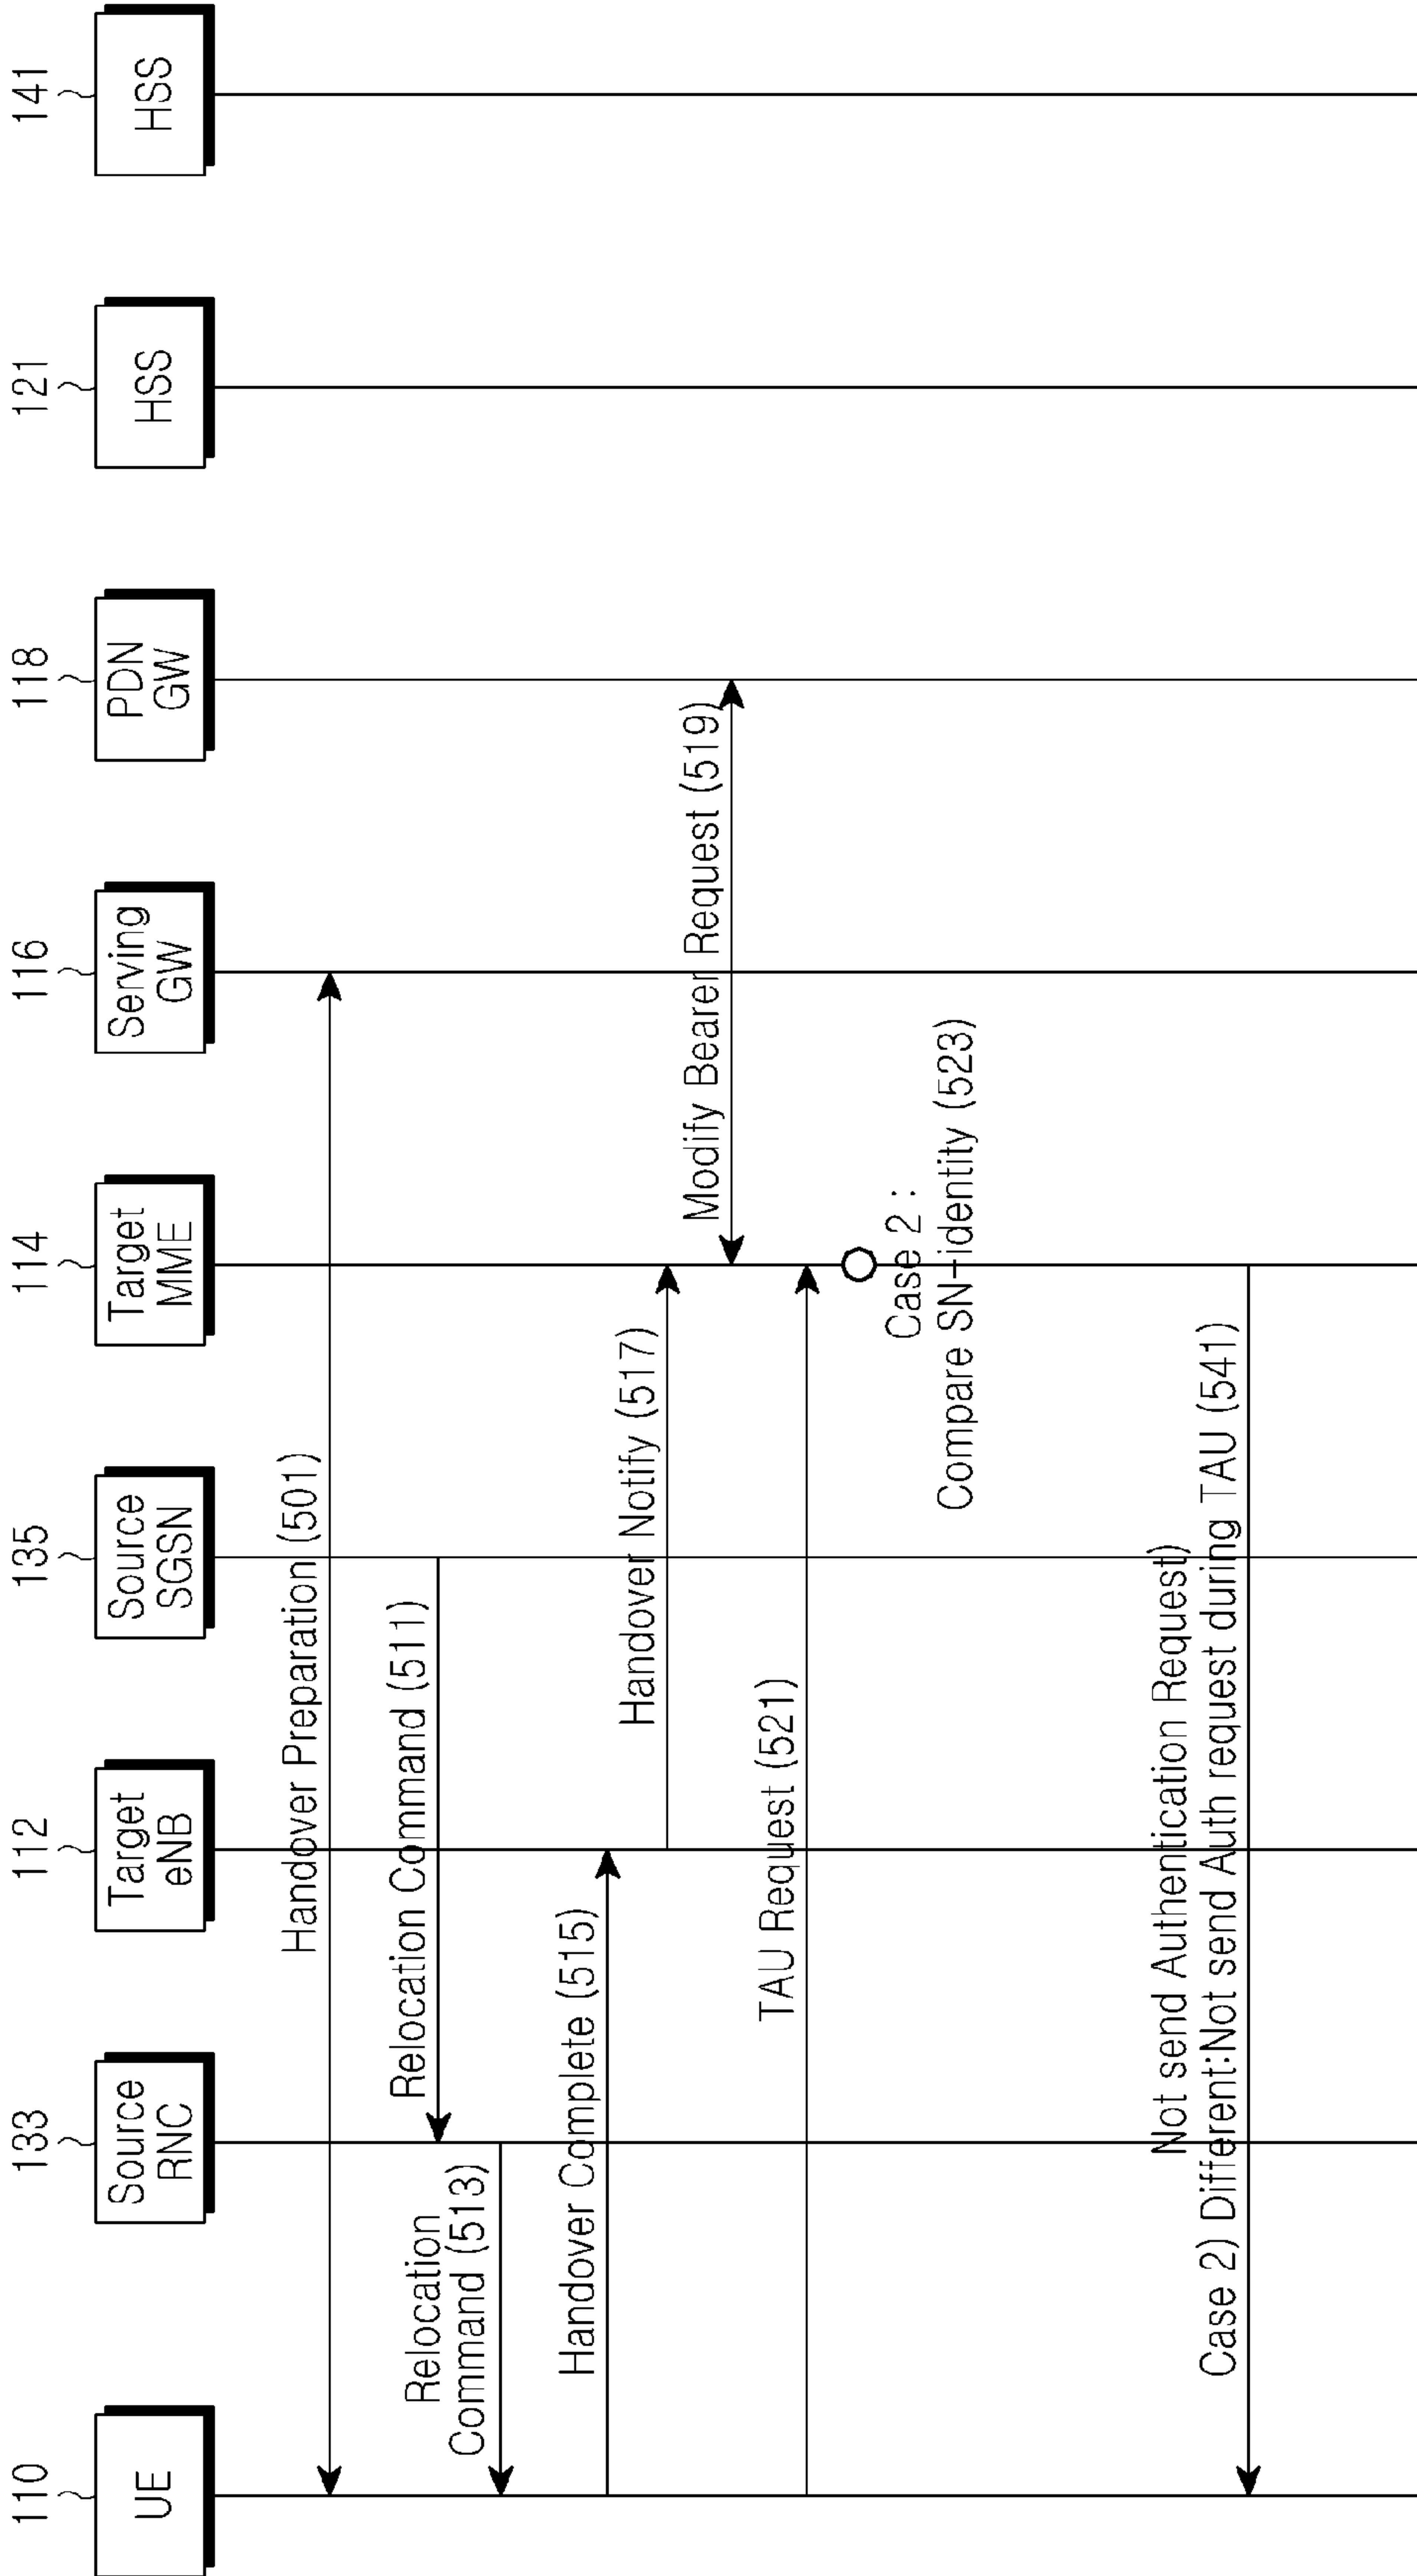 110
133
112
135
114
116
118
121
141
UE
Source
RNC
Target
eNB
Source
SGSN
Target
MME
Serving
GW
PDN
GW
HSS
HSS
Handover Preparation (501)
Relocation Command (511)
Relocation
Command (513)
Handover Complete (515)
Handover Notify (517)
Modify Bearer Request (519)
TAU Request (521)
Case 2 :
Compare SN-identity (523)
Not send Authentication Request)
Case 2) Different:Not send Auth request during TAU (541)